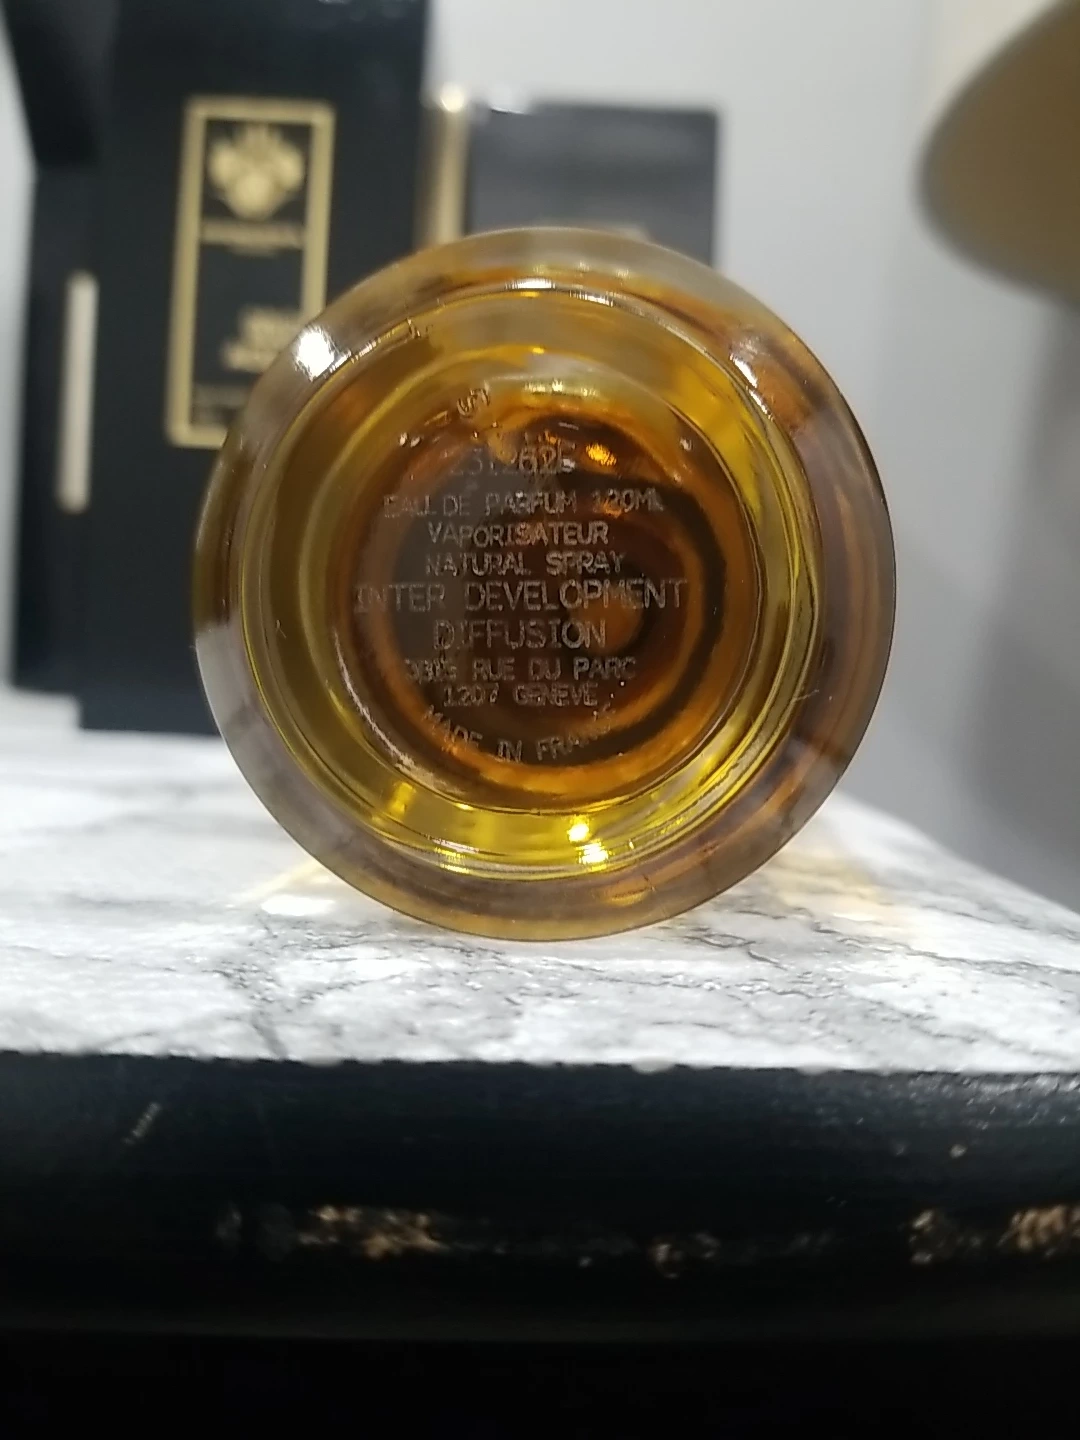 EAU DE PARFUM 120ML
VAPORISATEUR
NATURAL SPRAY
INTER DEVELOPMENT
DIFFUSION
RUE DU PARC
1207 GENEVE
MADE IN FRANCE